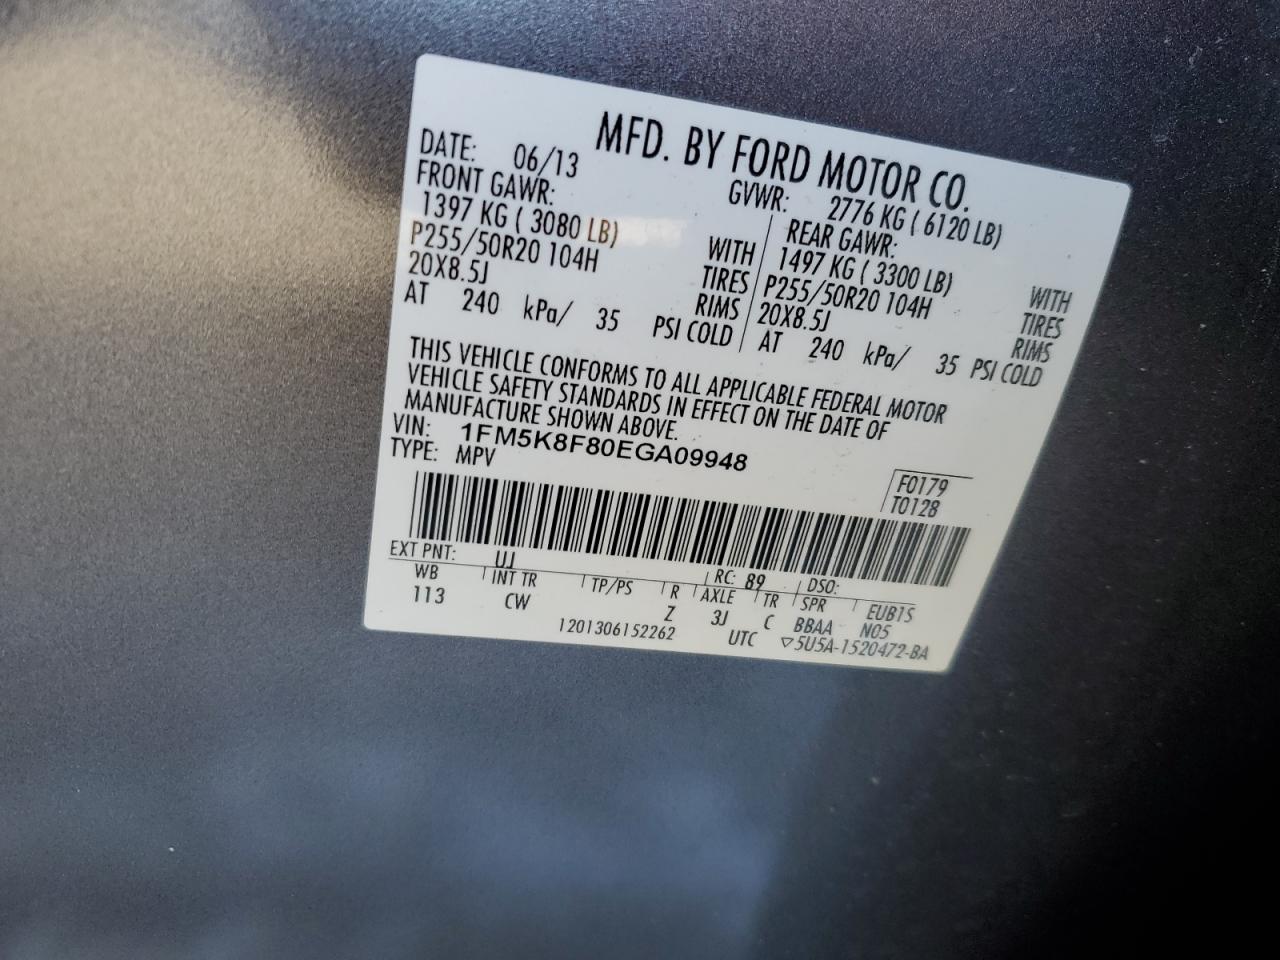 MFD. BY FORD MOTOR CO.
DATE: 06/13 GVWR: 2776 KG ( 6120 LB)
FRONT GAWR: REAR GAWR:
1397 KG ( 3080 LB) WITH 1497 KG ( 3300 LB) WITH
P255/50R20 104H TIRES P255/50R20 104H TIRES
20X8.5J RIMS 20X8.5J RIMS
AT 240 kPa/ 35 PSI COLD AT 240 kPa/ 35 PSI COLD
THIS VEHICLE CONFORMS TO ALL APPLICABLE FEDERAL MOTOR
VEHICLE SAFETY STANDARDS IN EFFECT ON THE DATE OF
MANUFACTURE SHOWN ABOVE.
VIN: 1FM5K8F80EGA09948
TYPE: MPV
F0179
T0128
EXT PNT: UJ RC: 89 DSO:
WB INT TR TP/PS R AXLE TR SPR EUB1S
113 CW Z 3J C BBAA N05
1201306152262 UTC ▽5U5A-1520472-BA